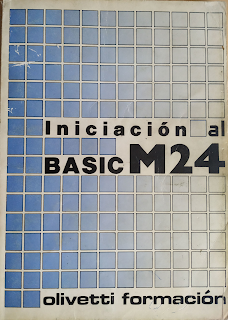 Iniciación al
BASIC M24
olivetti formación